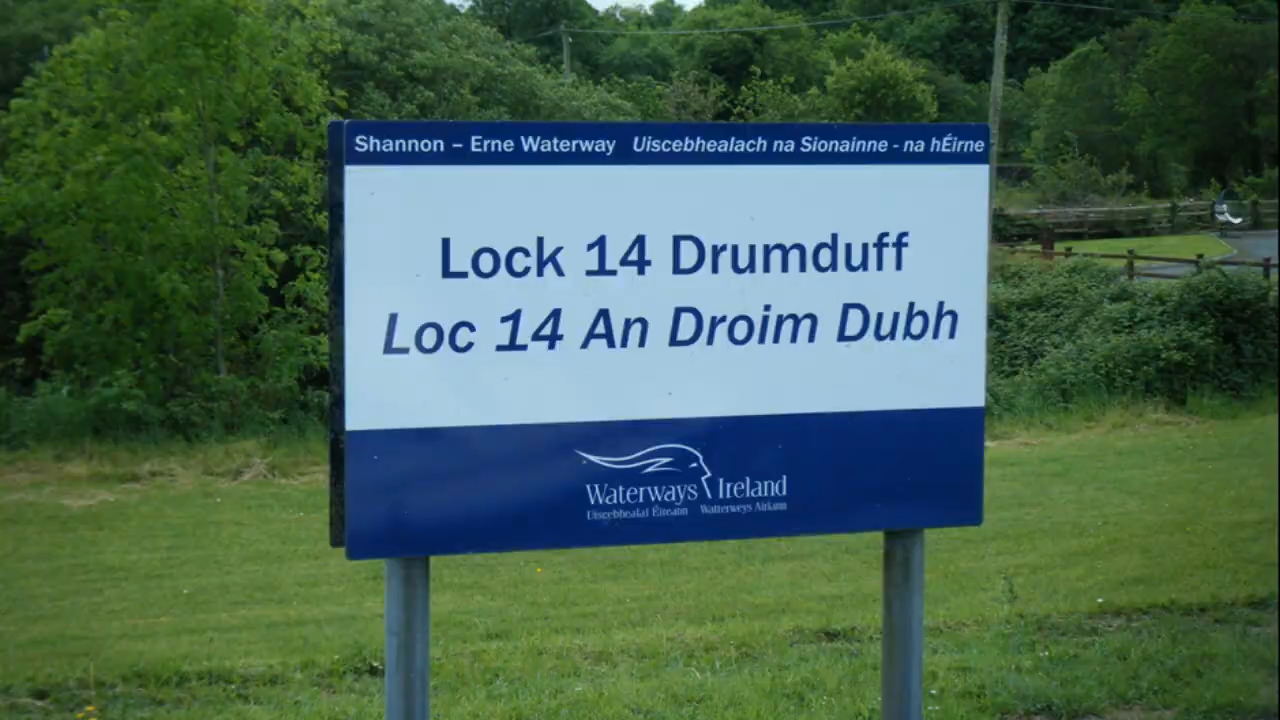 Shannon – Erne Waterway Uiscebhealach na Sionainne - na hÉirne
Lock 14 Drumduff
Loc 14 An Droim Dubh
Waterways Ireland
Uiscebhealaí Éireann Watterweys Airlann